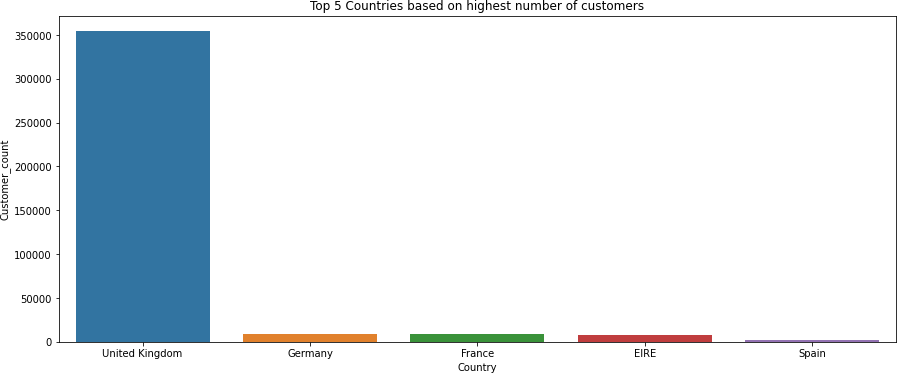 Top 5 Countries based on highest number of customers
Customer_count
350000
300000
250000
200000
150000
100000
50000
0
United Kingdom
Germany
France
EIRE
Spain
Country